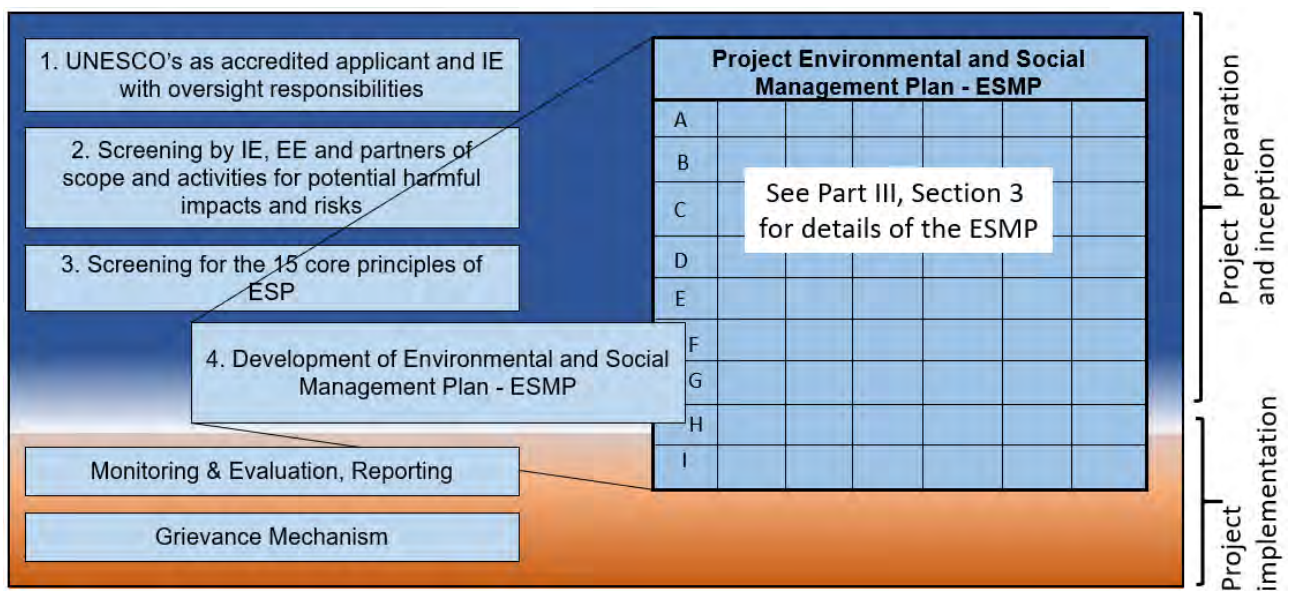 1. UNESCO's as accredited applicant and IE
with oversight responsibilities
2. Screening by IE, EE and partners of
scope and activities for potential harmful
impacts and risks
3. Screening for the 15 core principles of
ESP
4. Development of Environmental and Social
Management Plan - ESMP
Monitoring & Evaluation, Reporting
Grievance Mechanism
Project Environmental and Social
Management Plan - ESMP
A
B
C
D
E
F
G
H
I
See Part III, Section 3
for details of the ESMP
Project preparation
and inception
Project
implementation